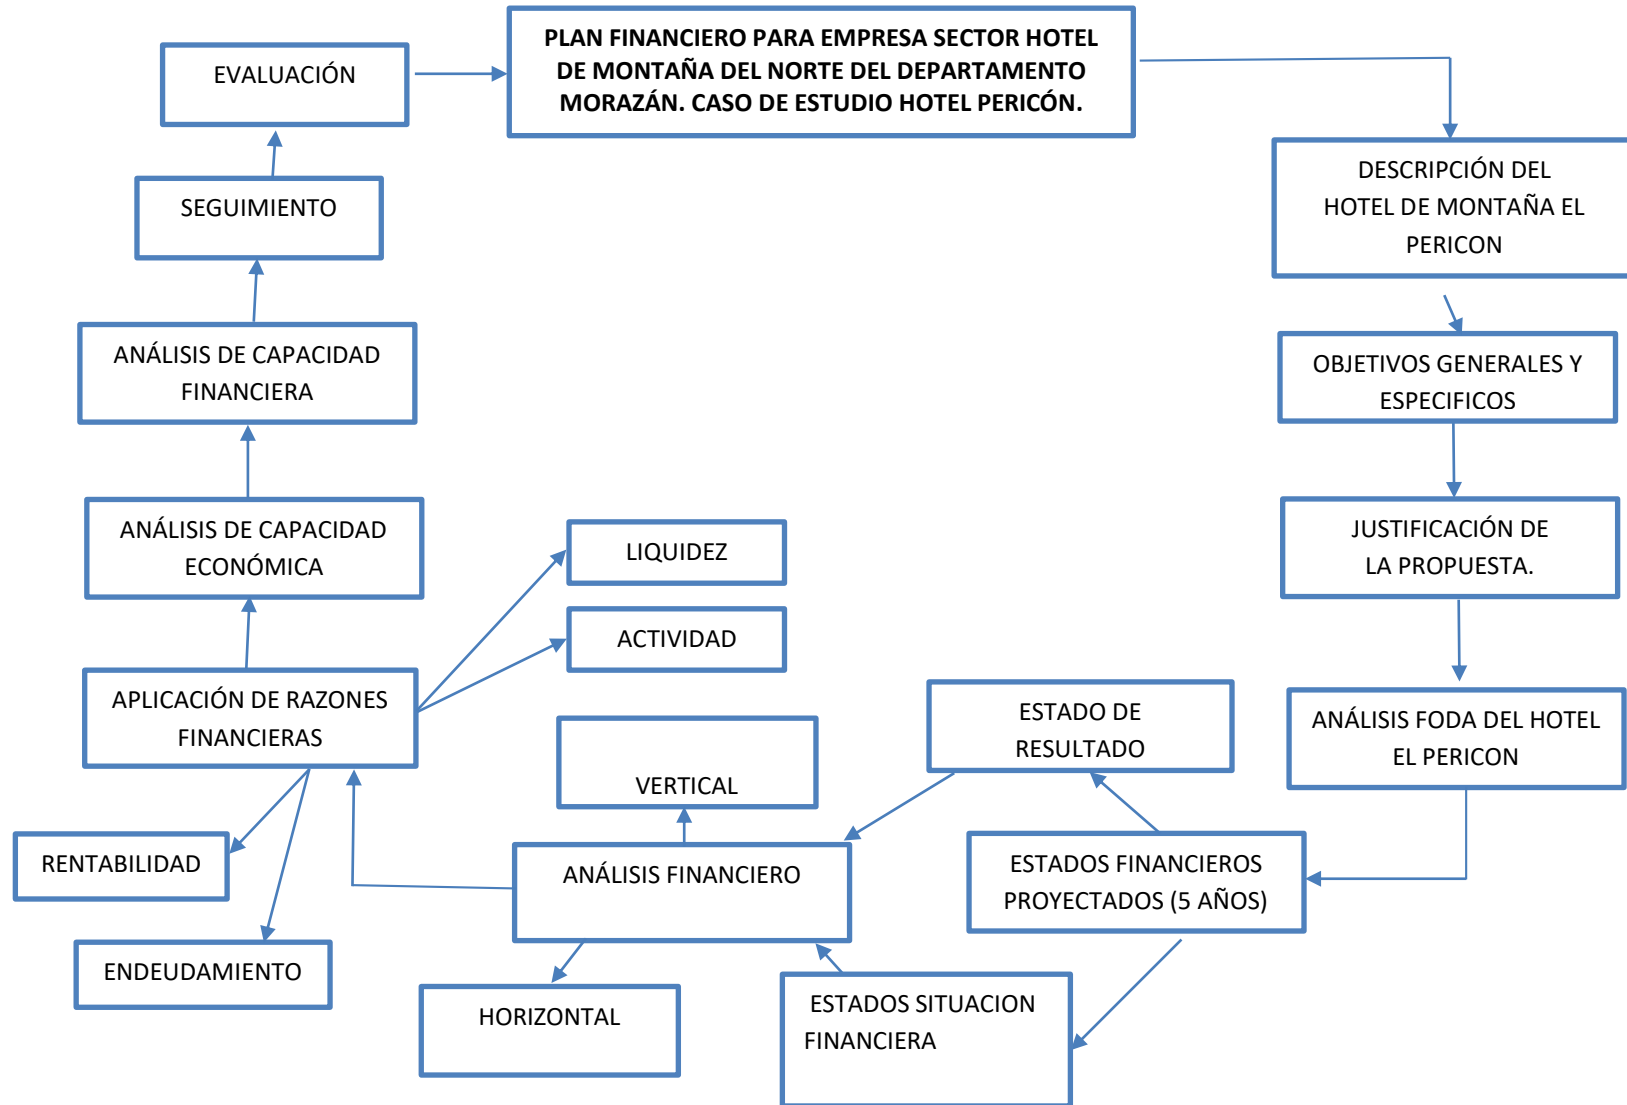 PLAN FINANCIERO PARA EMPRESA SECTOR HOTEL
DE MONTAÑA DEL NORTE DEL DEPARTAMENTO
MORAZÁN. CASO DE ESTUDIO HOTEL PERICÓN.
DESCRIPCIÓN DEL
HOTEL DE MONTAÑA EL
PERICON
OBJETIVOS GENERALES Y
ESPECIFICOS
JUSTIFICACIÓN DE
LA PROPUESTA.
ANÁLISIS FODA DEL HOTEL
EL PERICON
ESTADOS FINANCIEROS
PROYECTADOS (5 AÑOS)
ESTADO DE
RESULTADO
ESTADOS SITUACION
FINANCIERA
ANÁLISIS FINANCIERO
VERTICAL
HORIZONTAL
APLICACIÓN DE RAZONES
FINANCIERAS
LIQUIDEZ
ACTIVIDAD
RENTABILIDAD
ENDEUDAMIENTO
ANÁLISIS DE CAPACIDAD
ECONÓMICA
ANÁLISIS DE CAPACIDAD
FINANCIERA
SEGUIMIENTO
EVALUACIÓN